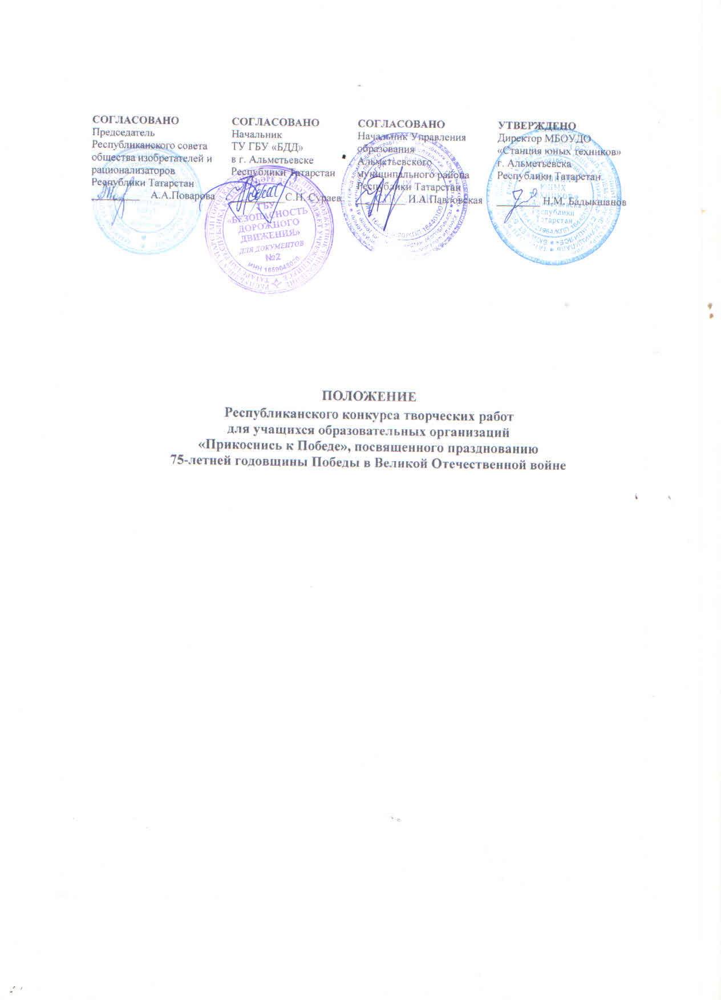 СОГЛАСОВАНО
Председатель
Республиканского совета
общества изобретателей и
рационализаторов
Республики Татарстан
А.А.Поварова
СОГЛАСОВАНО
Начальник
ТУ ГБУ «БДД»
в г. Альметьевске
Республики Татарстан
С.Н. Сураев
ГБУ
«БЕЗОПАСНОСТЬ
ДОРОЖНОГО
ДВИЖЕНИЯ»
ДЛЯ ДОКУМЕНТОВ
№2
СОГЛАСОВАНО
Начальник Управления
образования
Альметьевского
муниципального района
Республики Татарстан
И.А.Павловская
УТВЕРЖДЕНО
Директор МБОУДО
«Станция юных техников»
г. Альметьевска
Республики Татарстан
Н.М. Бадыкшанов
Республики
Татарстан
ПОЛОЖЕНИЕ
Республиканского конкурса творческих работ
для учащихся образовательных организаций
«Прикоснись к Победе», посвященного празднованию
75-летней годовщины Победы в Великой Отечественной войне